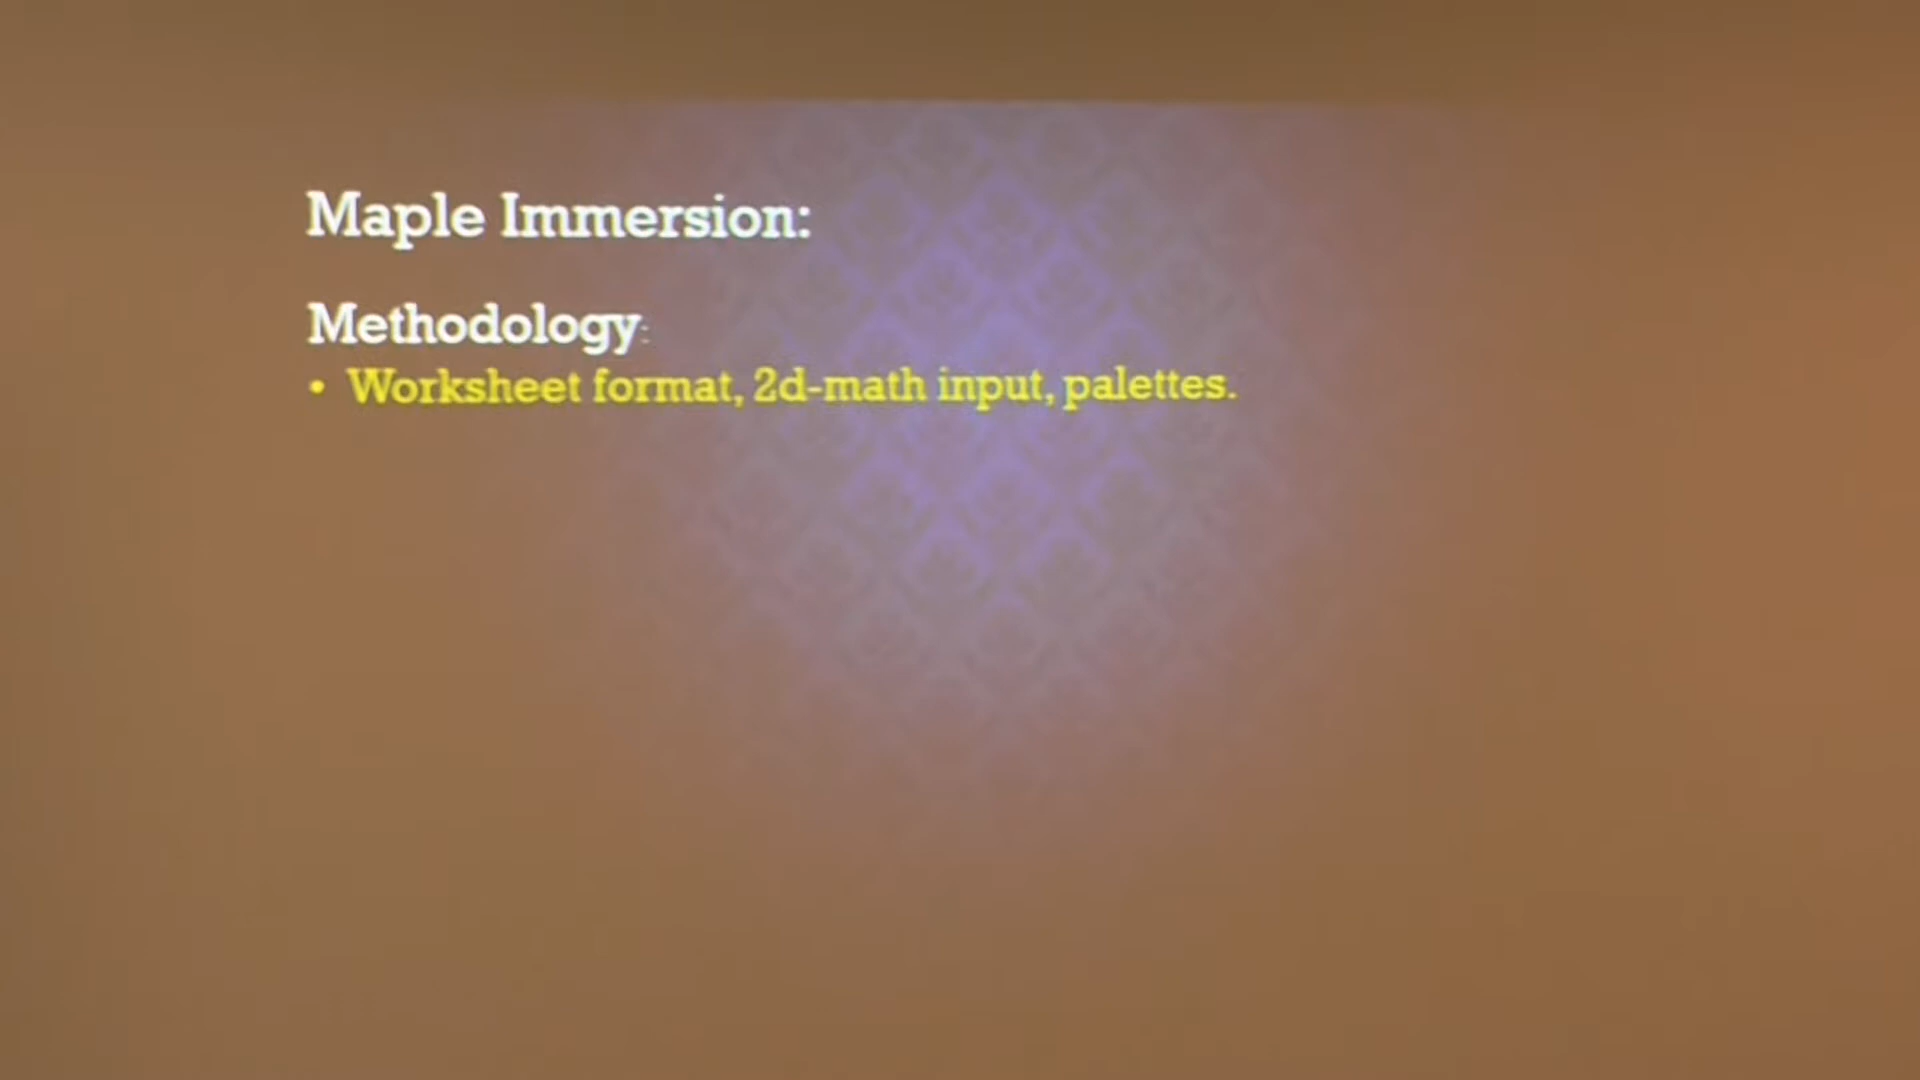 Maple Immersion:
Methodology:
• Worksheet format, 2d-math input, palettes.